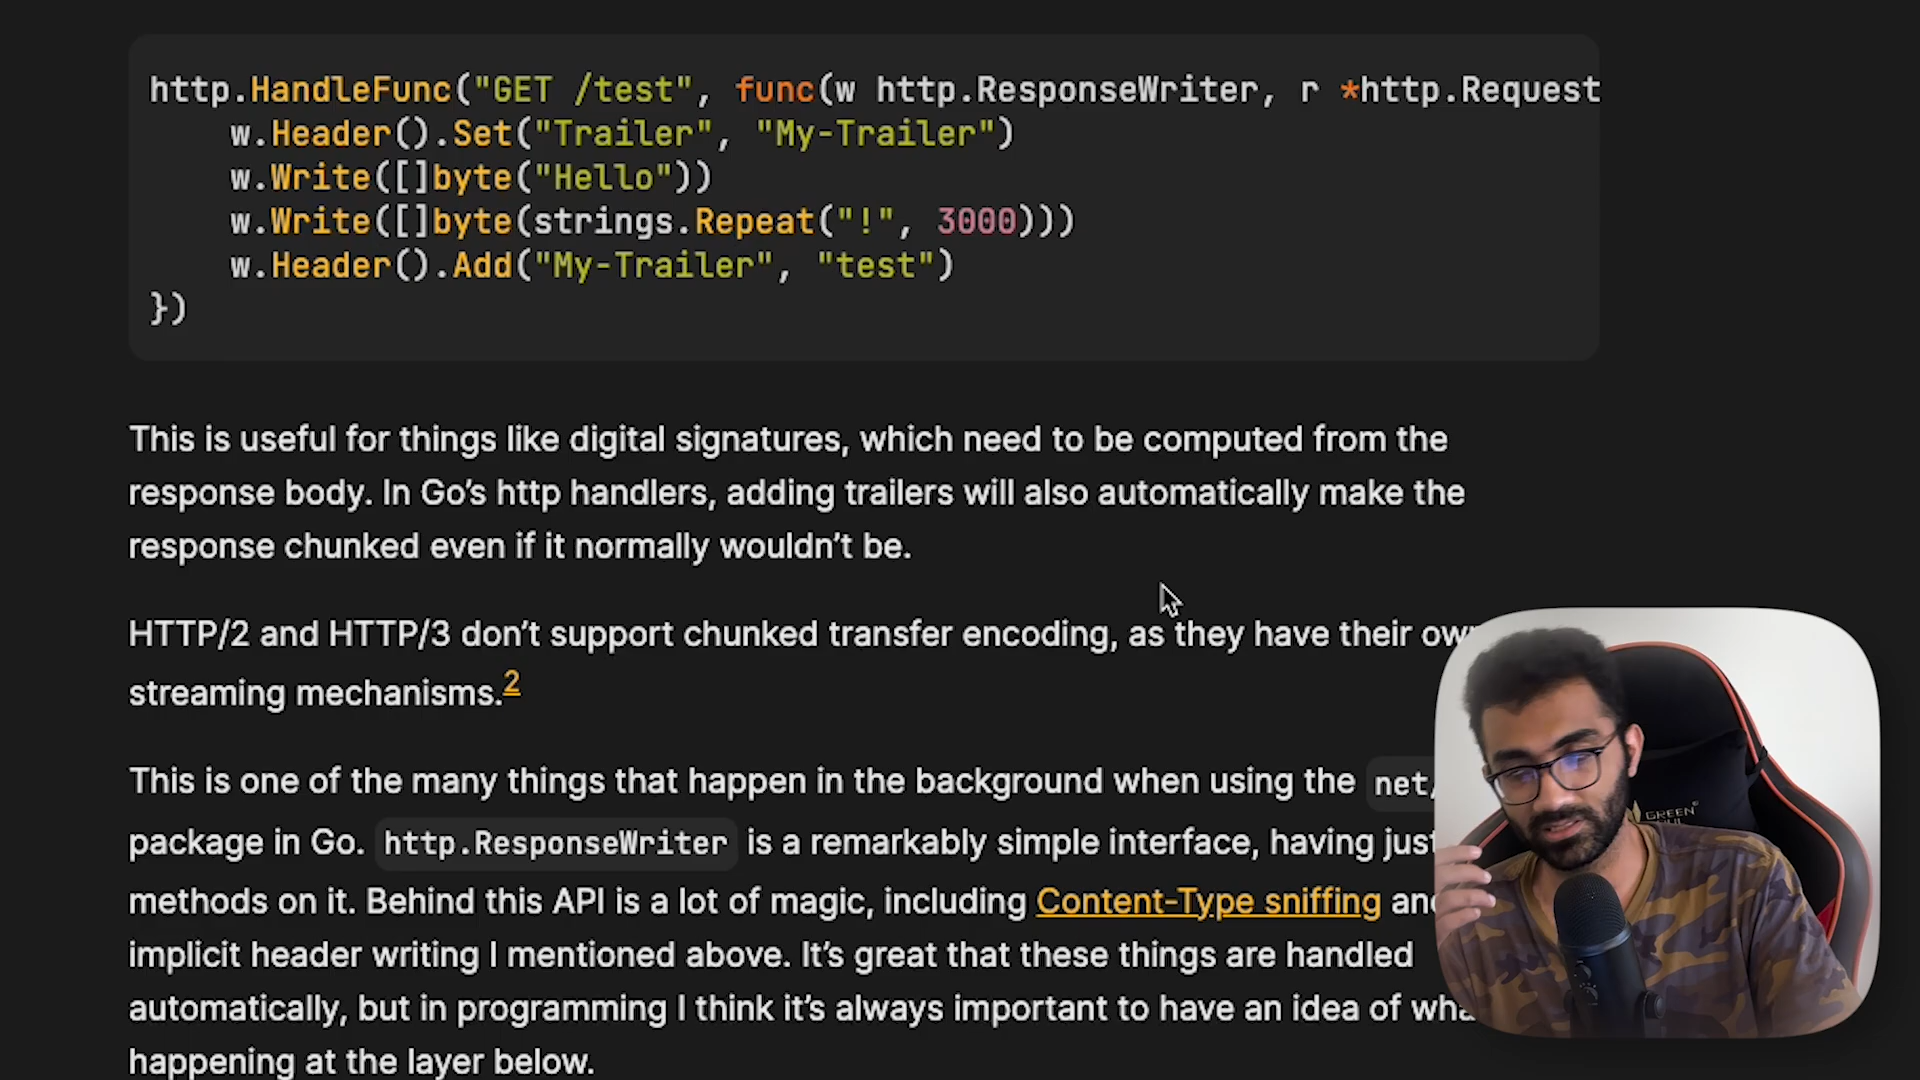 http.HandleFunc("GET /test", func(w http.ResponseWriter, r *http.Request
    w.Header().Set("Trailer", "My-Trailer")
    w.Write([]byte("Hello"))
    w.Write([]byte(strings.Repeat("!", 3000)))
    w.Header().Add("My-Trailer", "test")
})
This is useful for things like digital signatures, which need to be computed from the
response body. In Go’s http handlers, adding trailers will also automatically make the
response chunked even if it normally wouldn’t be.
HTTP/2 and HTTP/3 don’t support chunked transfer encoding, as they have their own
streaming mechanisms.2
This is one of the many things that happen in the background when using the net/
package in Go. http.ResponseWriter is a remarkably simple interface, having just
methods on it. Behind this API is a lot of magic, including Content-Type sniffing and
implicit header writing I mentioned above. It’s great that these things are handled
automatically, but in programming I think it’s always important to have an idea of wha
happening at the layer below.
GREEN